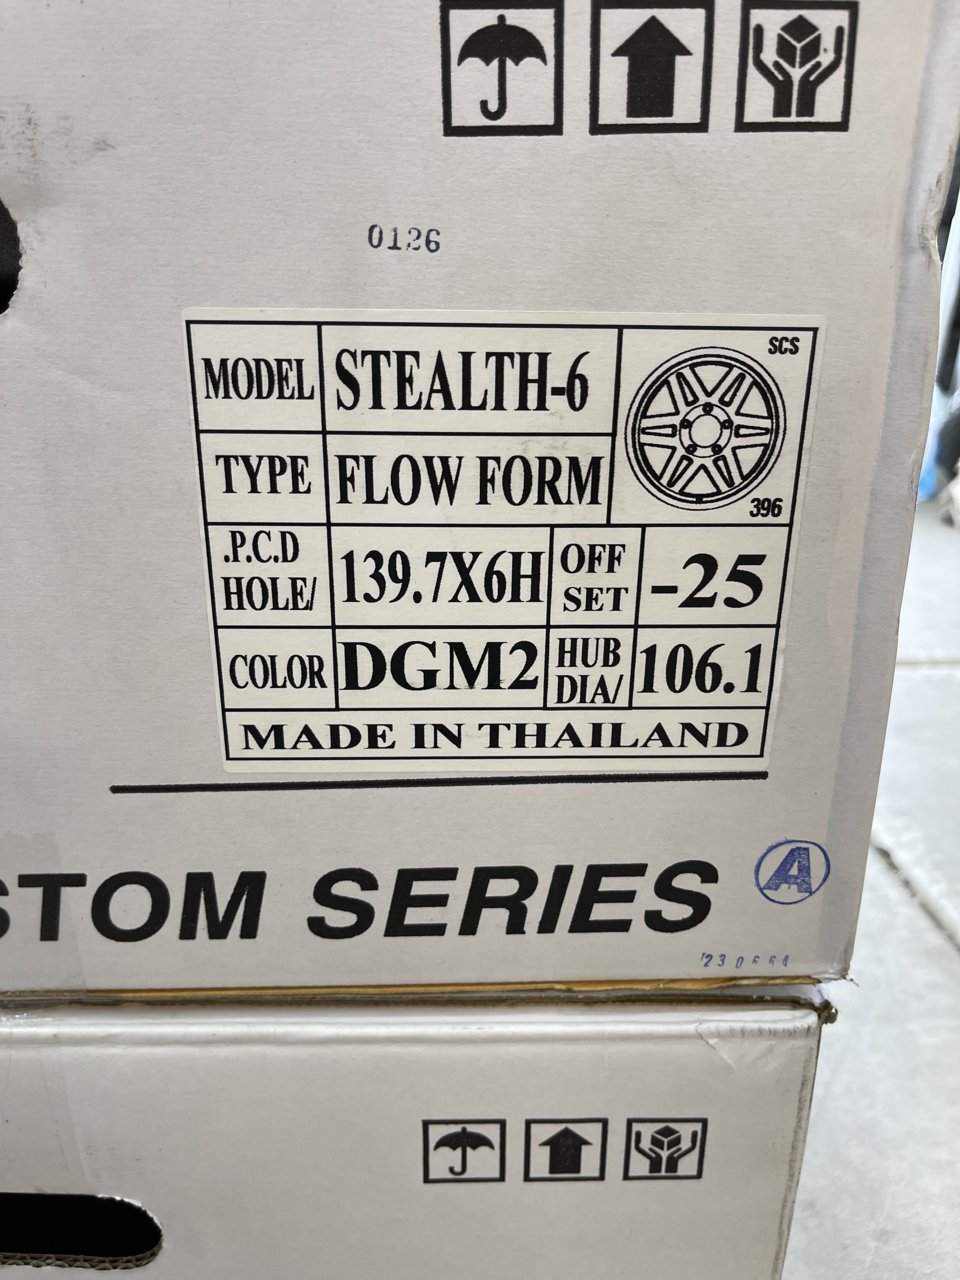 0126
MODEL STEALTH-6
SCS
TYPE FLOW FORM
396
.P.C.D HOLE/ 139.7X6H OFF SET -25
COLOR DGM2 HUB DIA/ 106.1
MADE IN THAILAND
STOM SERIES
A